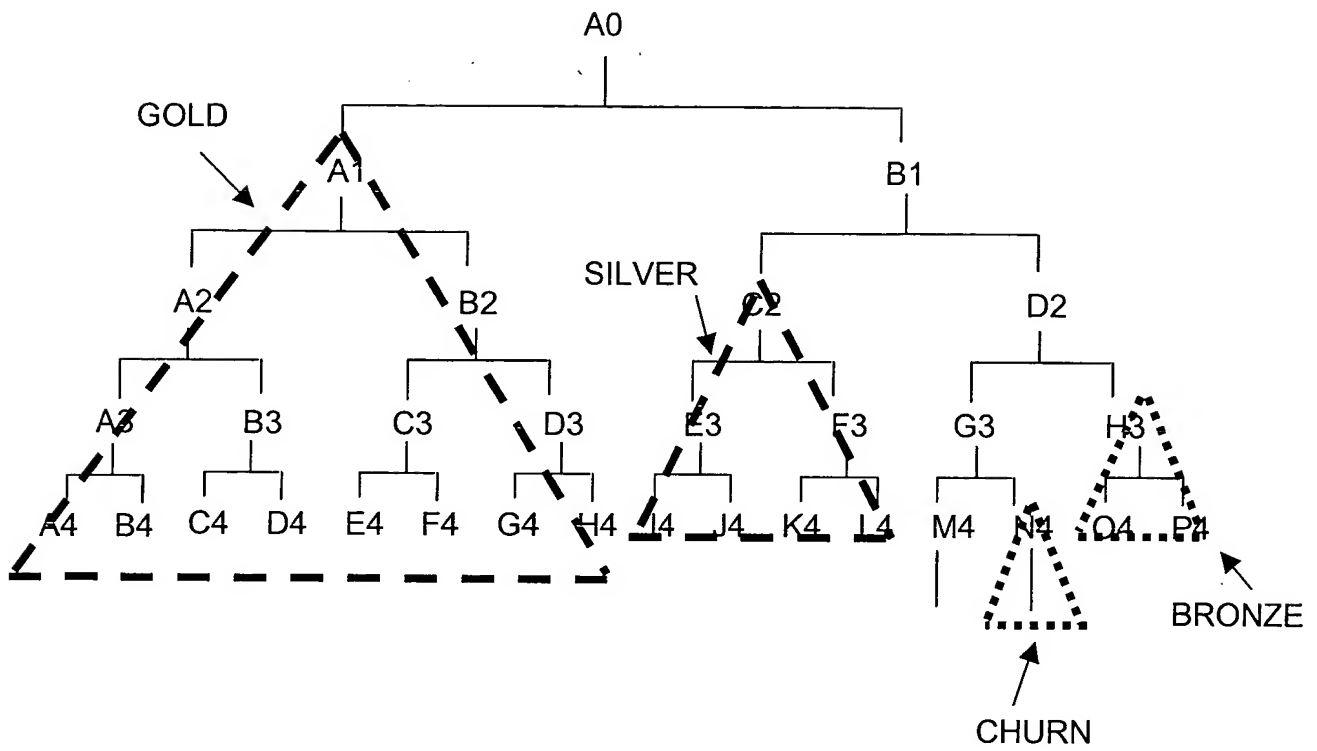 A0
GOLD
A1 B1
SILVER
A2 B2 C2 D2
A3 B3 C3 D3 E3 F3 G3 H3
A4 B4 C4 D4 E4 F4 G4 H4 I4 J4 K4 L4 M4 N4 O4 P4
BRONZE
CHURN